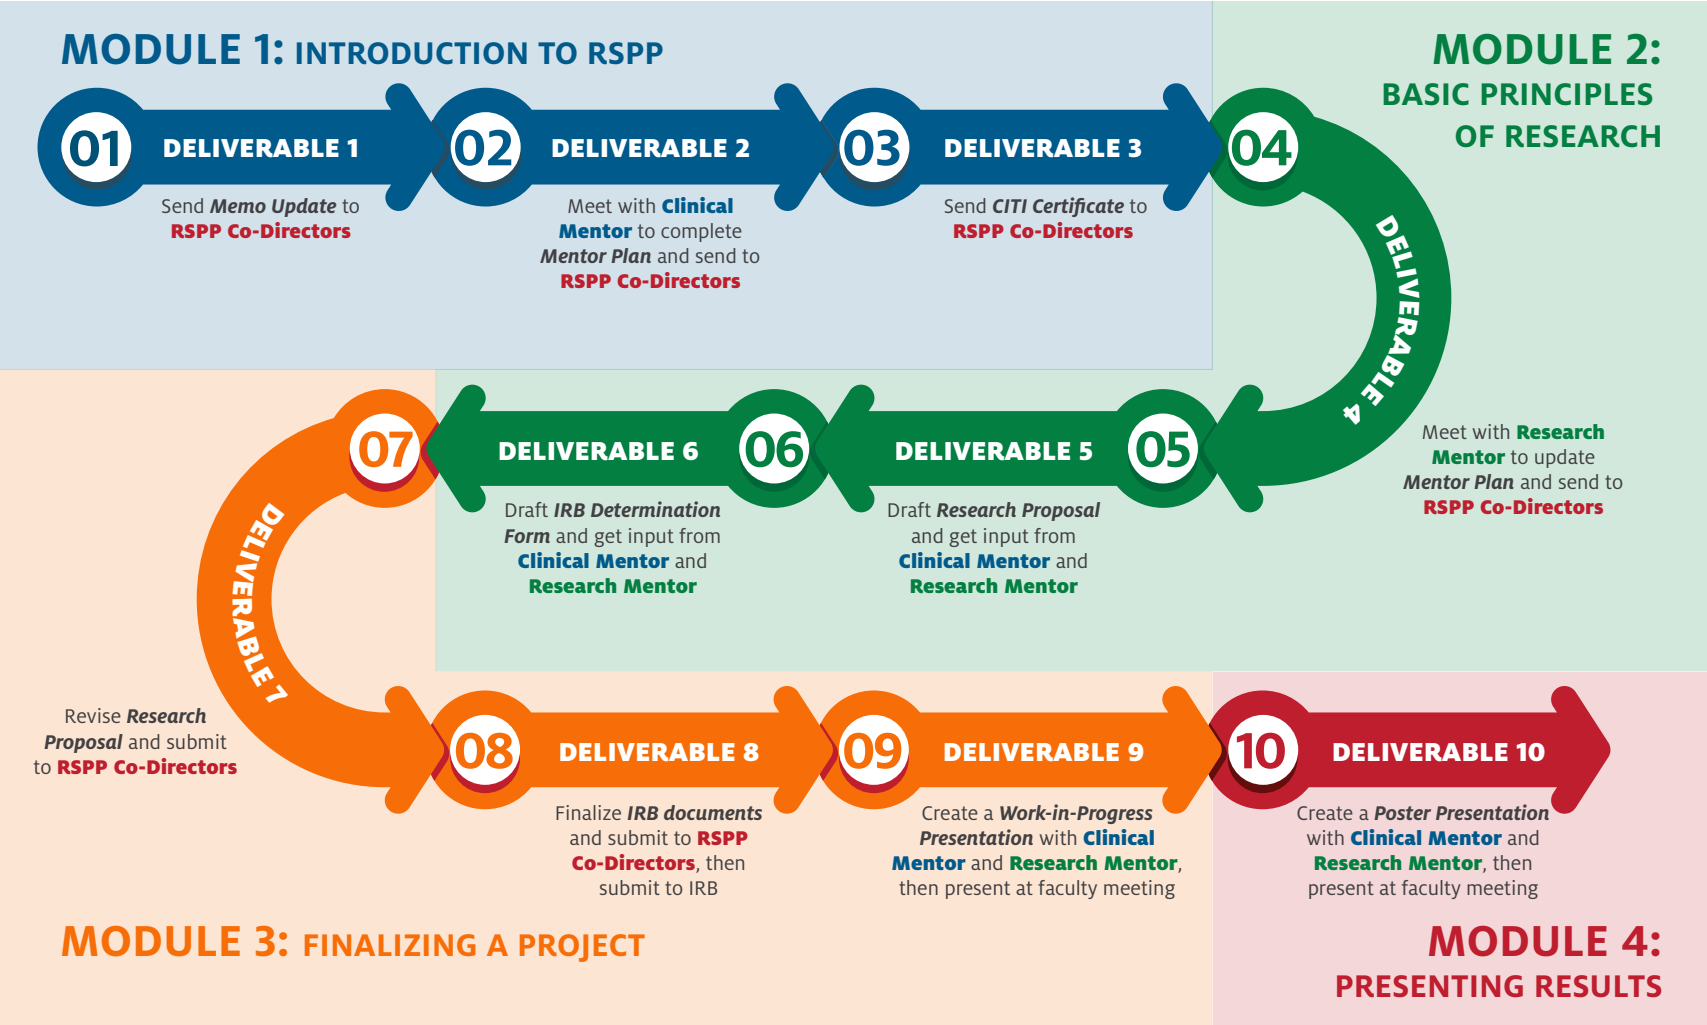 MODULE 1: INTRODUCTION TO RSPP
01
DELIVERABLE 1
Send Memo Update to
RSPP Co-Directors
02
DELIVERABLE 2
Meet with Clinical
Mentor to complete
Mentor Plan and send to
RSPP Co-Directors
03
DELIVERABLE 3
Send CITI Certificate to
RSPP Co-Directors
MODULE 2:
BASIC PRINCIPLES
OF RESEARCH
04
DELIVERABLE 4
Meet with Research
Mentor to update
Mentor Plan and send to
RSPP Co-Directors
05
DELIVERABLE 5
Draft Research Proposal
and get input from
Clinical Mentor and
Research Mentor
06
DELIVERABLE 6
Draft IRB Determination
Form and get input from
Clinical Mentor and
Research Mentor
07
DELIVERABLE 7
Revise Research
Proposal and submit
to RSPP Co-Directors
08
DELIVERABLE 8
Finalize IRB documents
and submit to RSPP
Co-Directors, then
submit to IRB
09
DELIVERABLE 9
Create a Work-in-Progress
Presentation with Clinical
Mentor and Research Mentor,
then present at faculty meeting
MODULE 3: FINALIZING A PROJECT
10
DELIVERABLE 10
Create a Poster Presentation
with Clinical Mentor and
Research Mentor, then
present at faculty meeting
MODULE 4:
PRESENTING RESULTS